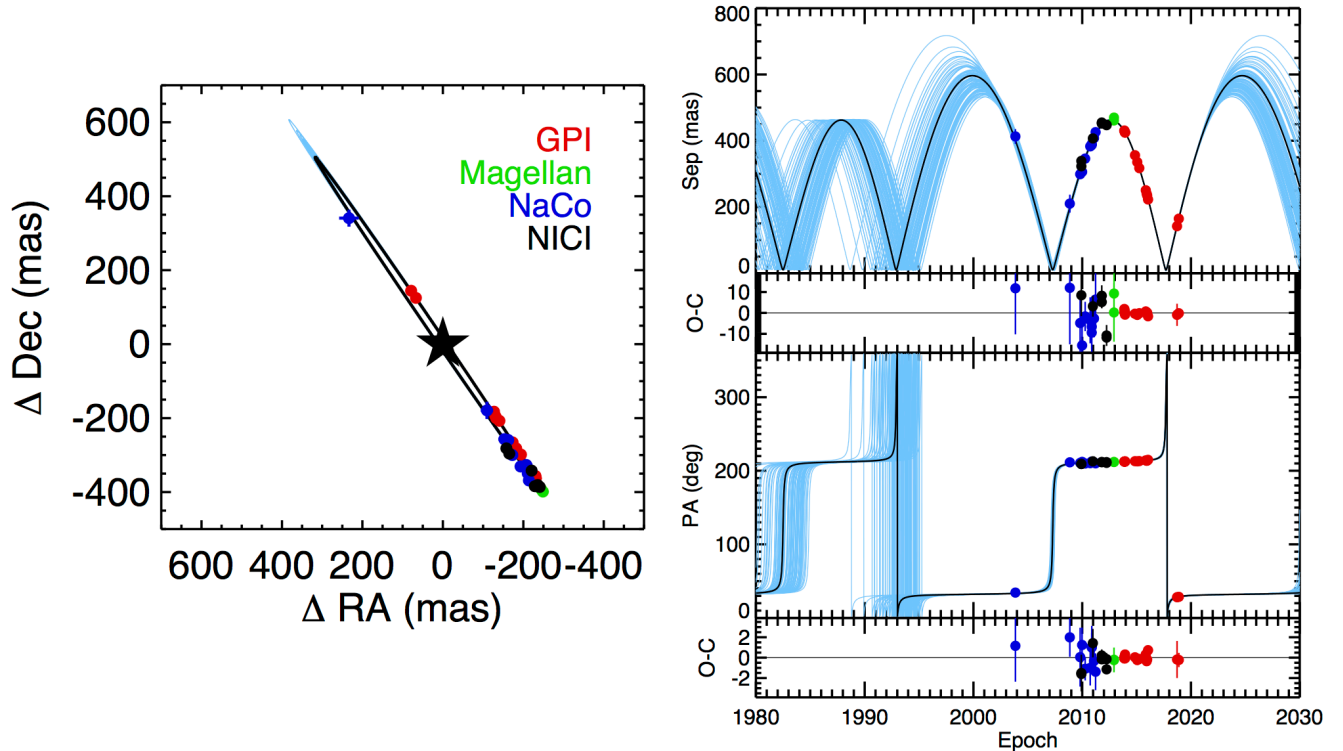 600
400
200
0
-200
-400
Δ Dec (mas)
GPI
Magellan
NaCo
NICI
600 400 200 0 -200 -400
Δ RA (mas)
800
600
400
200
0
Sep (mas)
10
0
-10
O-C
300
200
100
0
PA (deg)
2
0
-2
O-C
1980 1990 2000 2010 2020 2030
Epoch